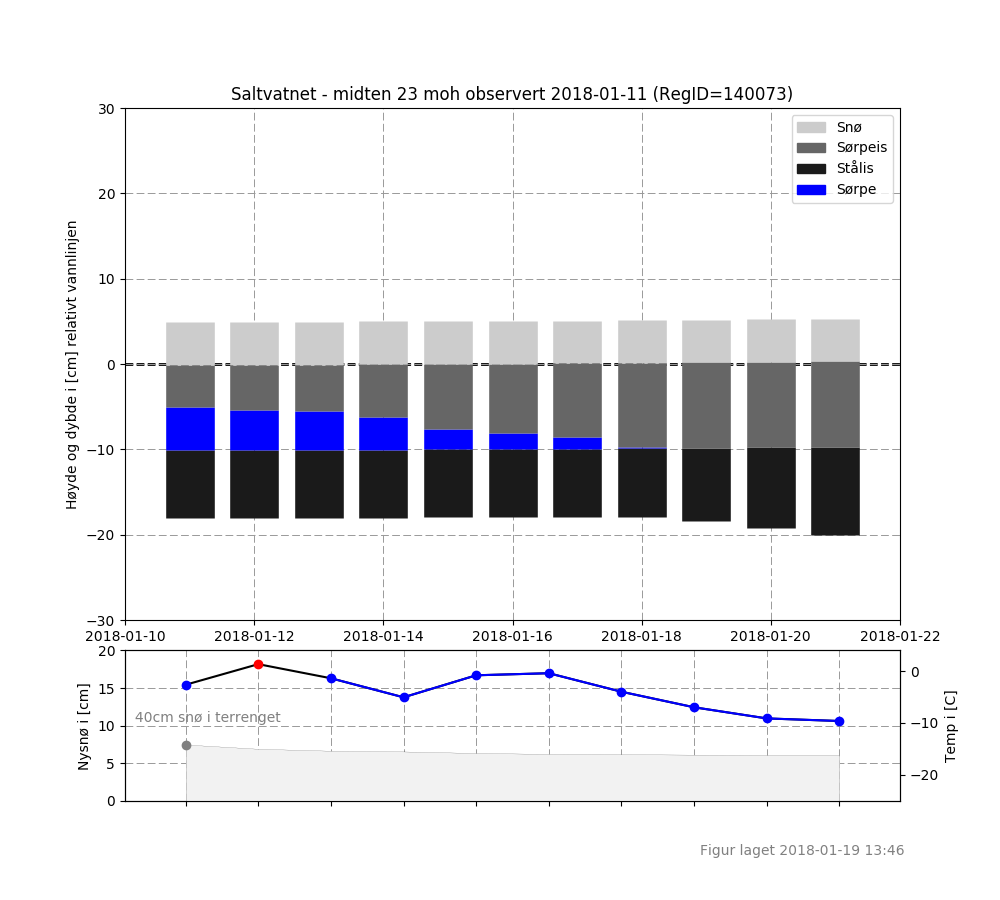 Saltvatnet - midten 23 moh observert 2018-01-11 (RegID=140073)
Høyde og dybde i [cm] relativt vannlinjen
30
20
10
0
−10
−20
−30
Snø
Sørpeis
Stålis
Sørpe
2018-01-10 2018-01-12 2018-01-14 2018-01-16 2018-01-18 2018-01-20 2018-01-22
Nysnø i [cm]
20
15
10
5
0
40cm snø i terrenget
0
−10
−20
Temp i [C]
Figur laget 2018-01-19 13:46